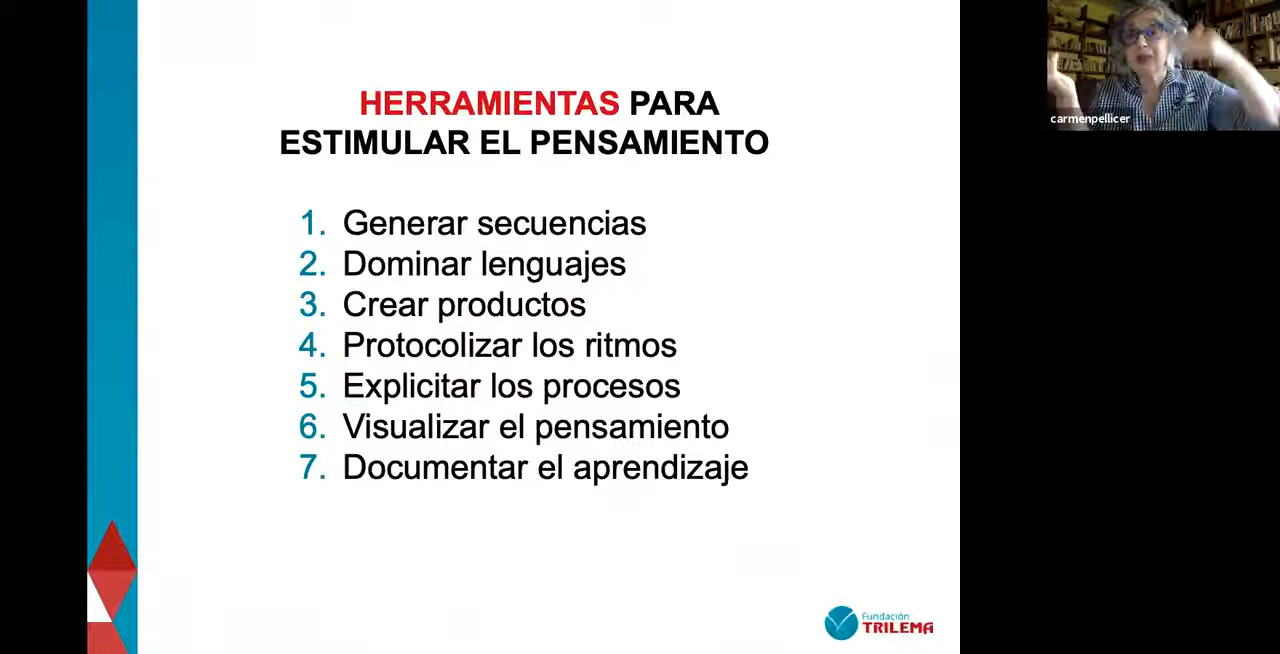 HERRAMIENTAS PARA
ESTIMULAR EL PENSAMIENTO
1. Generar secuencias
2. Dominar lenguajes
3. Crear productos
4. Protocolizar los ritmos
5. Explicitar los procesos
6. Visualizar el pensamiento
7. Documentar el aprendizaje
carmenpellicer
Fundación
TRILEMA